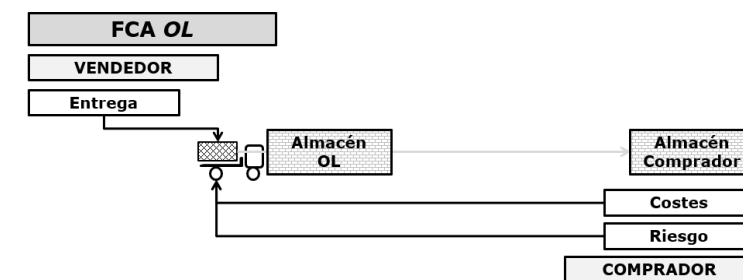 FCA OL
VENDEDOR
Entrega
Almacén
OL
Almacén
Comprador
Costes
Riesgo
COMPRADOR